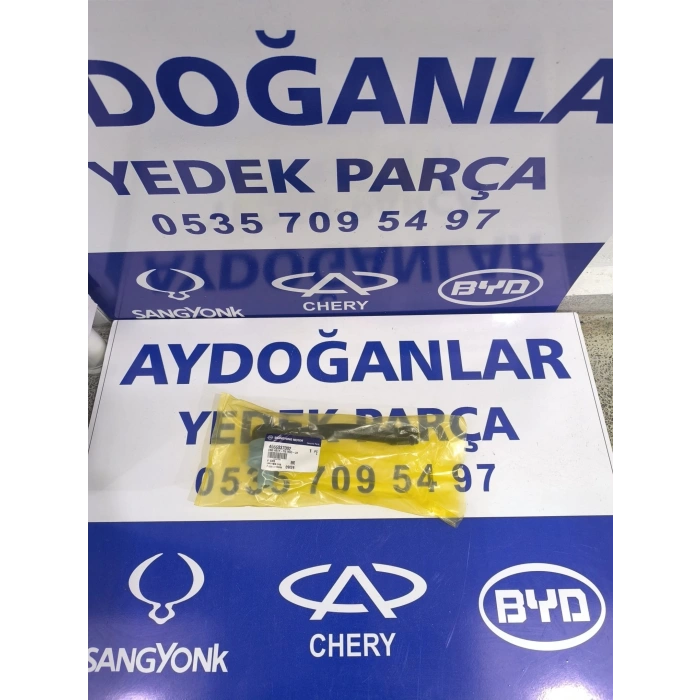 DOĞANLA
YEDEK PARÇA
0535 709 54 97
AYDOĞANLAR
SANGYONK
CHERY
BYD
AYDOĞANLAR
YEDEK PARÇA
0535 709 54 97
SANGYONK
CHERY
BYD